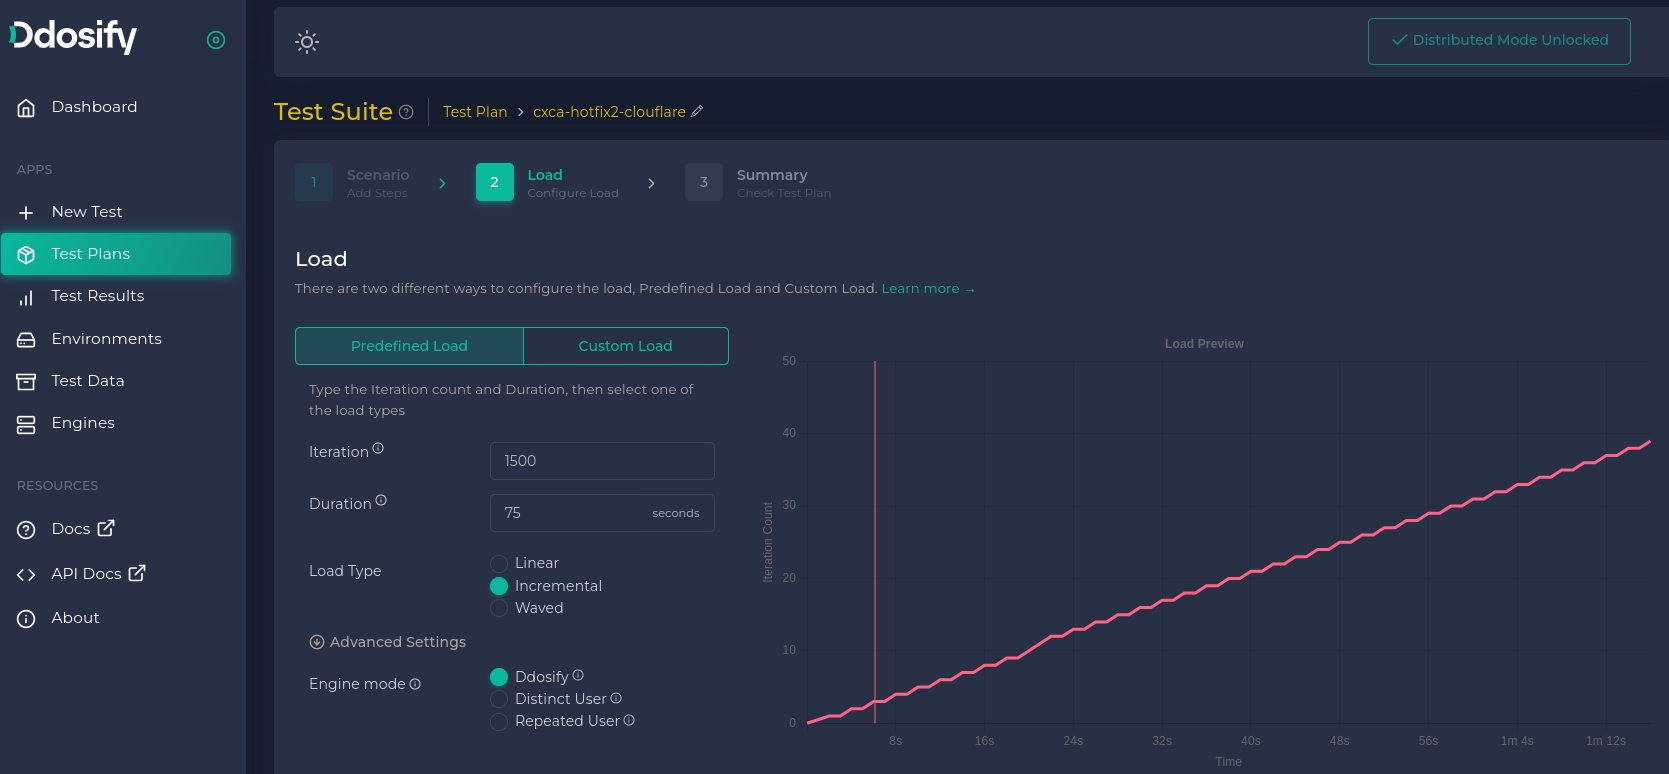 Ddosify
Distributed Mode Unlocked
Dashboard
APPS
New Test
Test Plans
Test Results
Environments
Test Data
Engines
RESOURCES
Docs
API Docs
About
Test Suite
Test Plan > cxca-hotfix2-clouflare
1
Scenario
Add Steps
2
Load
Configure Load
3
Summary
Check Test Plan
Load
There are two different ways to configure the load, Predefined Load and Custom Load. Learn more →
Predefined Load
Custom Load
Type the Iteration count and Duration, then select one of
the load types
Iteration
1500
Duration
75 seconds
Load Type
Linear
Incremental
Waved
Advanced Settings
Engine mode
Ddosify
Distinct User
Repeated User
Load Preview
Iteration Count
50
40
30
20
10
0
8s 16s 24s 32s 40s 48s 56s 1m 4s 1m 12s
Time